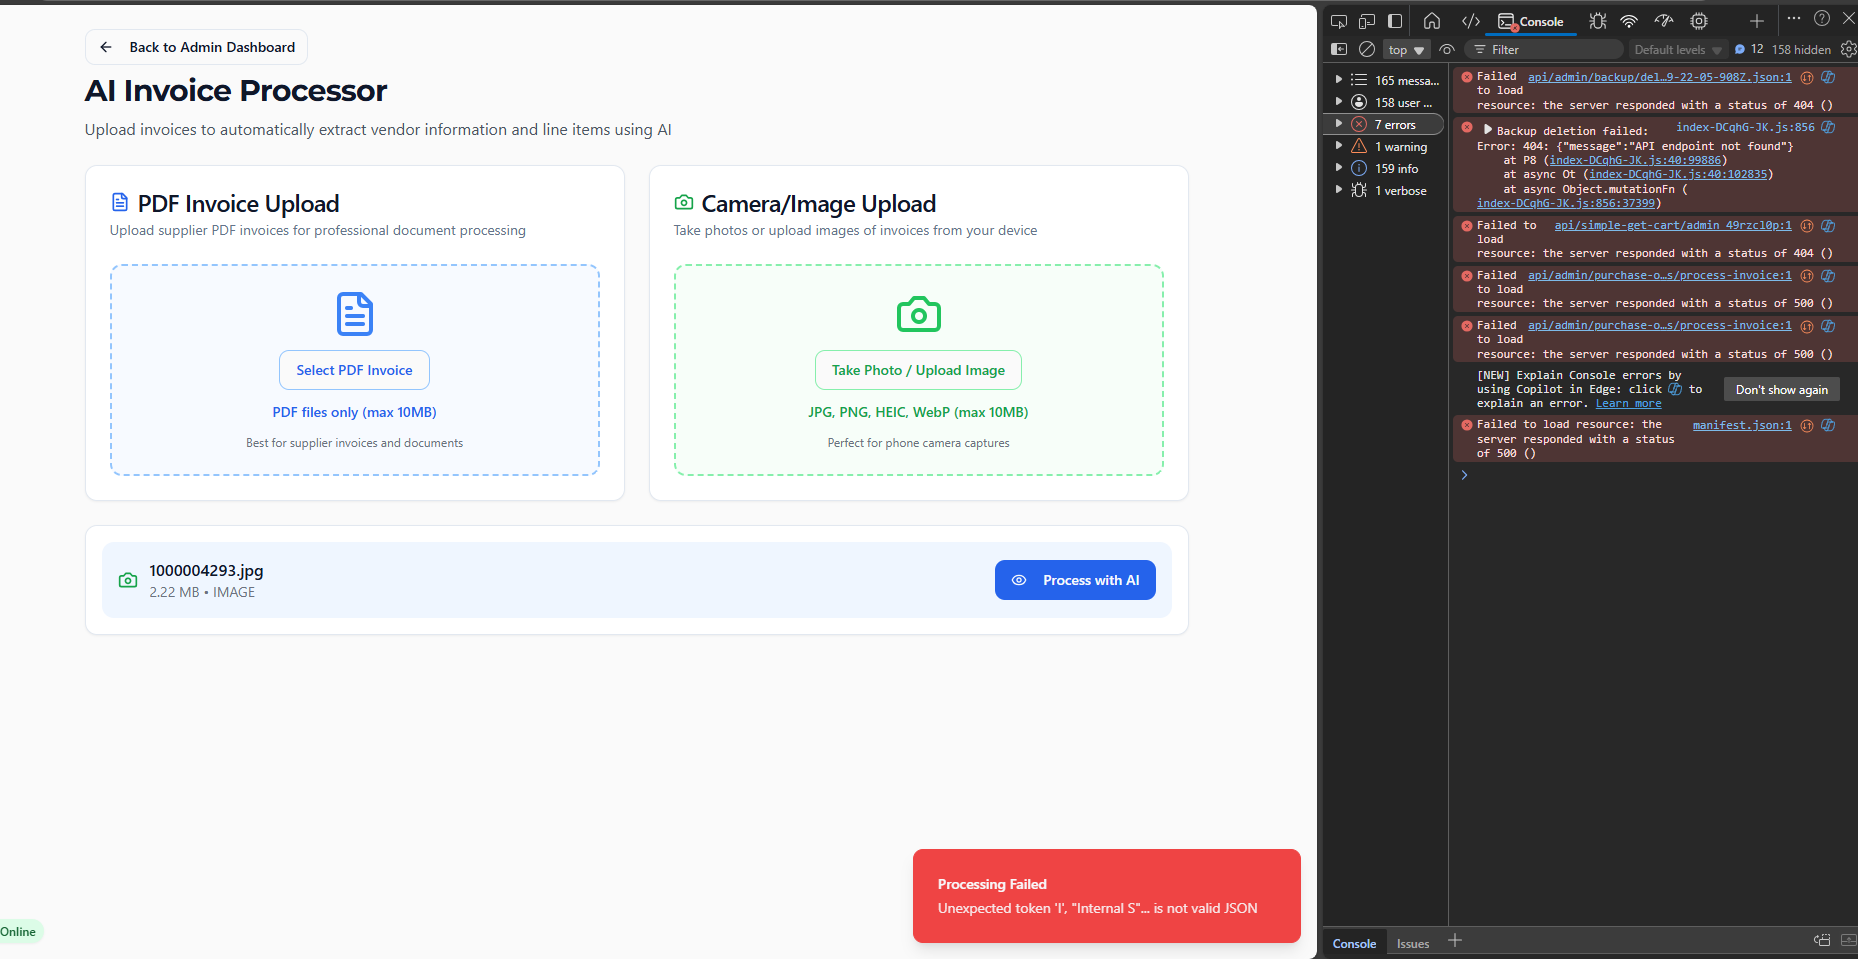 Back to Admin Dashboard
AI Invoice Processor
Upload invoices to automatically extract vendor information and line items using AI
PDF Invoice Upload
Upload supplier PDF invoices for professional document processing
Select PDF Invoice
PDF files only (max 10MB)
Best for supplier invoices and documents
Camera/Image Upload
Take photos or upload images of invoices from your device
Take Photo / Upload Image
JPG, PNG, HEIC, WebP (max 10MB)
Perfect for phone camera captures
1000004293.jpg
2.22 MB • IMAGE
Process with AI
Processing Failed
Unexpected token 'I', "Internal S"... is not valid JSON
Online
Console
top
Filter
Default levels
12
158 hidden
165 messa...
158 user ...
7 errors
1 warning
159 info
1 verbose
Failed api/admin/backup/del…9-22-05-908Z.json:1
to load
resource: the server responded with a status of 404 ()
Backup deletion failed: index-DCqhG-JK.js:856
Error: 404: {"message":"API endpoint not found"}
at P8 (index-DCqhG-JK.js:40:99886)
at async Ot (index-DCqhG-JK.js:40:102835)
at async Object.mutationFn (
index-DCqhG-JK.js:856:37399)
Failed to api/simple-get-cart/admin_49rzcl0p:1
load
resource: the server responded with a status of 404 ()
Failed api/admin/purchase-o…s/process-invoice:1
to load
resource: the server responded with a status of 500 ()
Failed api/admin/purchase-o…s/process-invoice:1
to load
resource: the server responded with a status of 500 ()
[NEW] Explain Console errors by
using Copilot in Edge: click to
explain an error. Learn more
Don't show again
Failed to load resource: the manifest.json:1
server responded with a status
of 500 ()
Console
Issues